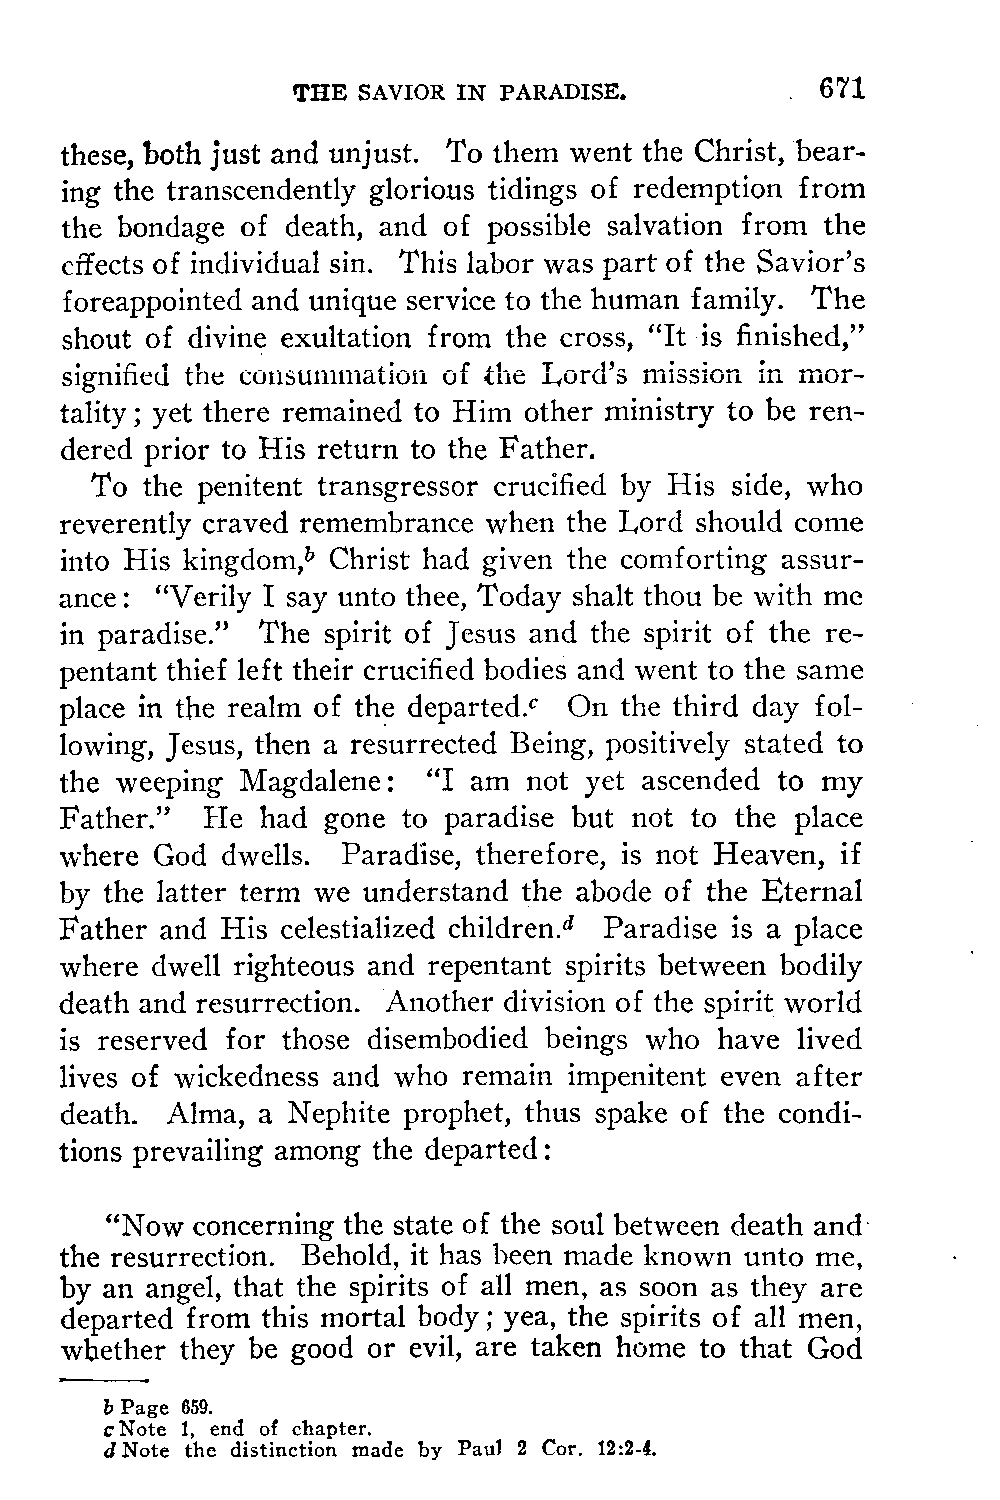 THE SAVIOR IN PARADISE. 671
these, both just and unjust. To them went the Christ, bear-
ing the transcendently glorious tidings of redemption from
the bondage of death, and of possible salvation from the
effects of individual sin. This labor was part of the Savior's
foreappointed and unique service to the human family. The
shout of divine exultation from the cross, “It is finished,”
signified the consummation of the Lord's mission in mor-
tality; yet there remained to Him other ministry to be ren-
dered prior to His return to the Father.
To the penitent transgressor crucified by His side, who
reverently craved remembrance when the Lord should come
into His kingdom,b Christ had given the comforting assur-
ance: “Verily I say unto thee, Today shalt thou be with me
in paradise.” The spirit of Jesus and the spirit of the re-
pentant thief left their crucified bodies and went to the same
place in the realm of the departed.c On the third day fol-
lowing, Jesus, then a resurrected Being, positively stated to
the weeping Magdalene: “I am not yet ascended to my
Father.” He had gone to paradise but not to the place
where God dwells. Paradise, therefore, is not Heaven, if
by the latter term we understand the abode of the Eternal
Father and His celestialized children.d Paradise is a place
where dwell righteous and repentant spirits between bodily
death and resurrection. Another division of the spirit world
is reserved for those disembodied beings who have lived
lives of wickedness and who remain impenitent even after
death. Alma, a Nephite prophet, thus spake of the condi-
tions prevailing among the departed:
“Now concerning the state of the soul between death and
the resurrection. Behold, it has been made known unto me,
by an angel, that the spirits of all men, as soon as they are
departed from this mortal body; yea, the spirits of all men,
whether they be good or evil, are taken home to that God
b Page 659.
c Note 1, end of chapter.
d Note the distinction made by Paul 2 Cor. 12:2-4.